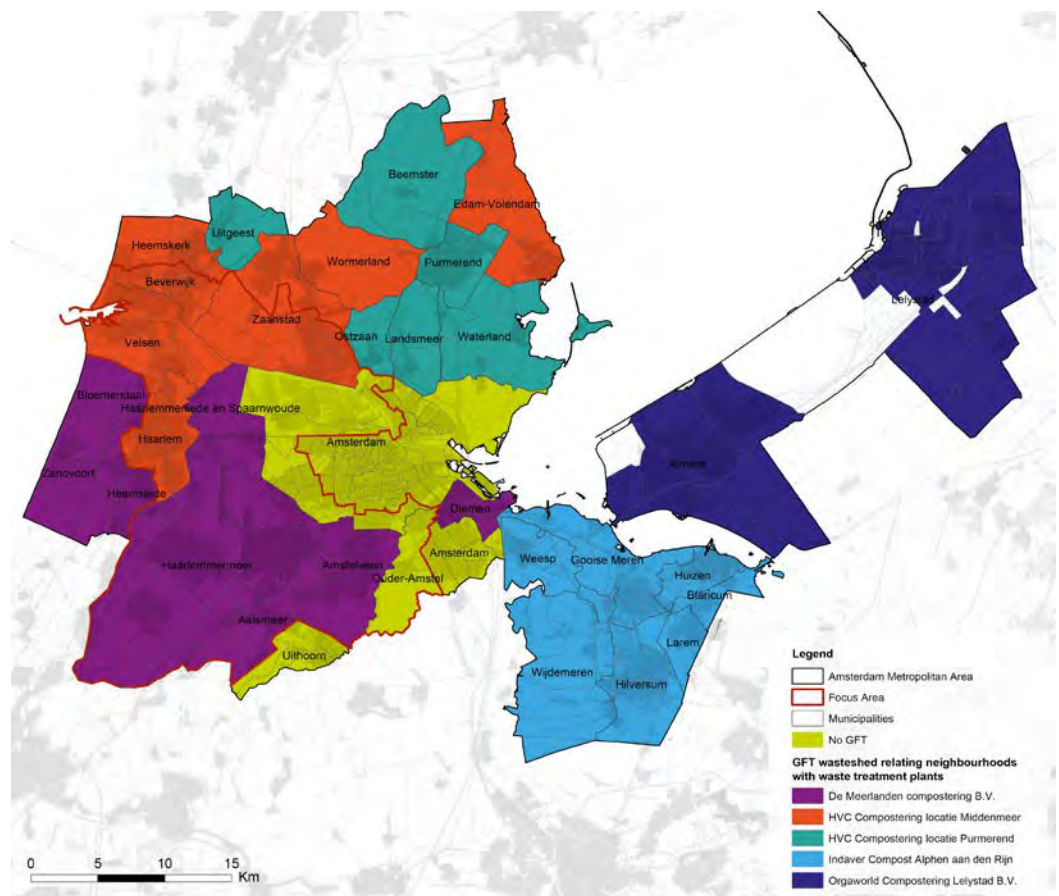 Beemster
Edam-Volendam
Uitgeest
Heemskerk
Wormerland
Purmerend
Beverwijk
Lelystad
Zaanstad
Ostzaan
Landsmeer
Waterland
Velsen
Bloemendaal
Haarlemmerliede en Spaarnwoude
Haarlem
Amsterdam
Almere
Zenovoort
Heemstede
Diemen
Amsterdam
Weesp
Gooise Meren
Haarlemmermeer
Amstelveen
Ouder-Amstel
Huizen
Blaricum
Aalsmeer
Larem
Uithoorn
Wijdemeren
Hilversum
Legend
Amsterdam Metropolitan Area
Focus Area
Municipalities
No GFT
GFT wasteshed relating neighbourhoods
with waste treatment plants
De Meerlanden compostering B.V.
HVC Compostering locatie Middenmeer
HVC Compostering locatie Purmerend
Indaver Compost Alphen aan den Rijn
Orgaworld Compostering Lelystad B.V.
0 5 10 15
Km